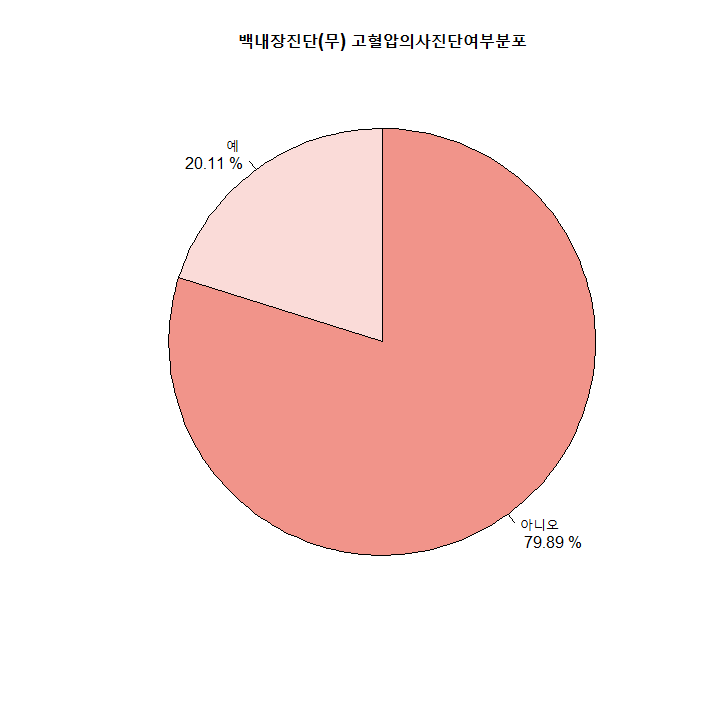 백내장진단(무) 고혈압의사진단여부분포
예
20.11 %
아니오
79.89 %